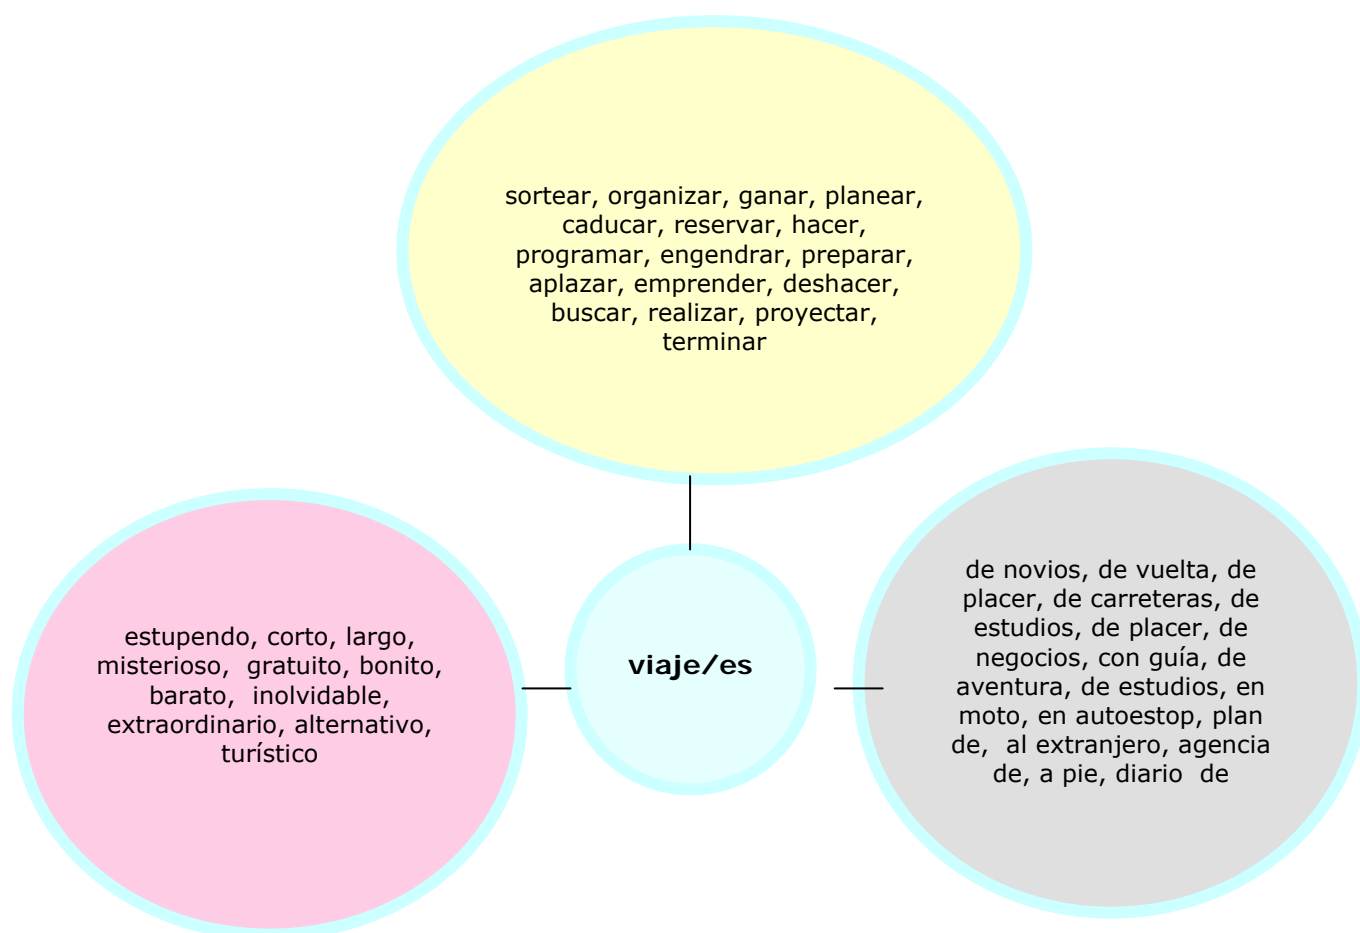 sortear, organizar, ganar, planear,
caducar, reservar, hacer,
programar, engendrar, preparar,
aplazar, emprender, deshacer,
buscar, realizar, proyectar,
terminar
estupendo, corto, largo,
misterioso, gratuito, bonito,
barato, inolvidable,
extraordinario, alternativo,
turístico
viaje/es
de novios, de vuelta, de
placer, de carreteras, de
estudios, de placer, de
negocios, con guía, de
aventura, de estudios, en
moto, en autoestop, plan
de, al extranjero, agencia
de, a pie, diario de